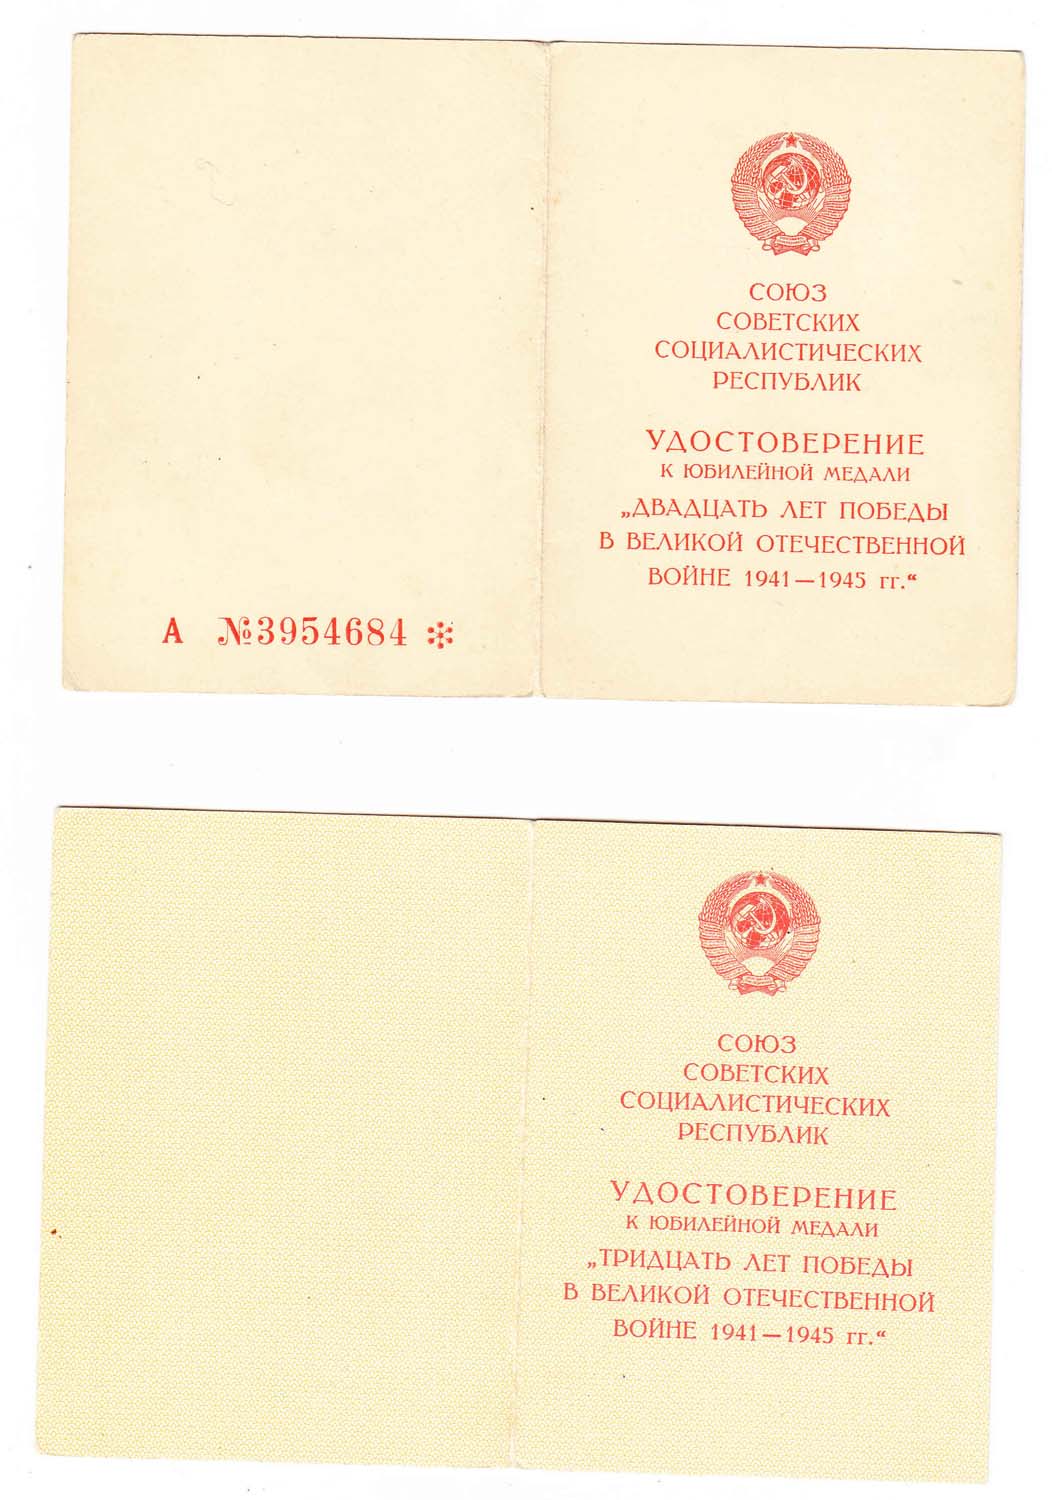 СОЮЗ
СОВЕТСКИХ
СОЦИАЛИСТИЧЕСКИХ
РЕСПУБЛИК
УДОСТОВЕРЕНИЕ
К ЮБИЛЕЙНОЙ МЕДАЛИ
„ДВАДЦАТЬ ЛЕТ ПОБЕДЫ
В ВЕЛИКОЙ ОТЕЧЕСТВЕННОЙ
ВОЙНЕ 1941—1945 гг.“
А №3954684
СОЮЗ
СОВЕТСКИХ
СОЦИАЛИСТИЧЕСКИХ
РЕСПУБЛИК
УДОСТОВЕРЕНИЕ
К ЮБИЛЕЙНОЙ МЕДАЛИ
„ТРИДЦАТЬ ЛЕТ ПОБЕДЫ
В ВЕЛИКОЙ ОТЕЧЕСТВЕННОЙ
ВОЙНЕ 1941—1945 гг.“